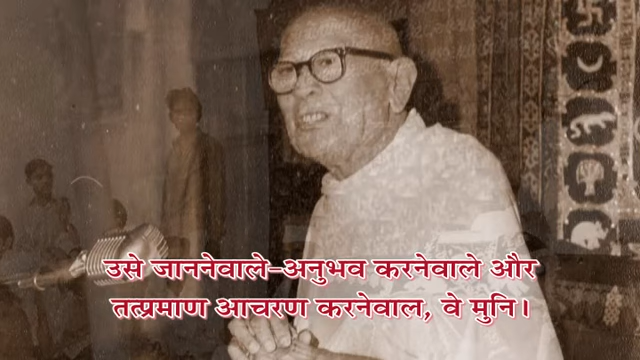 उसे जाननेवाले-अनुभव करनेवाले और
तत्प्रमाण आचरण करनेवाल, वे मुनि।